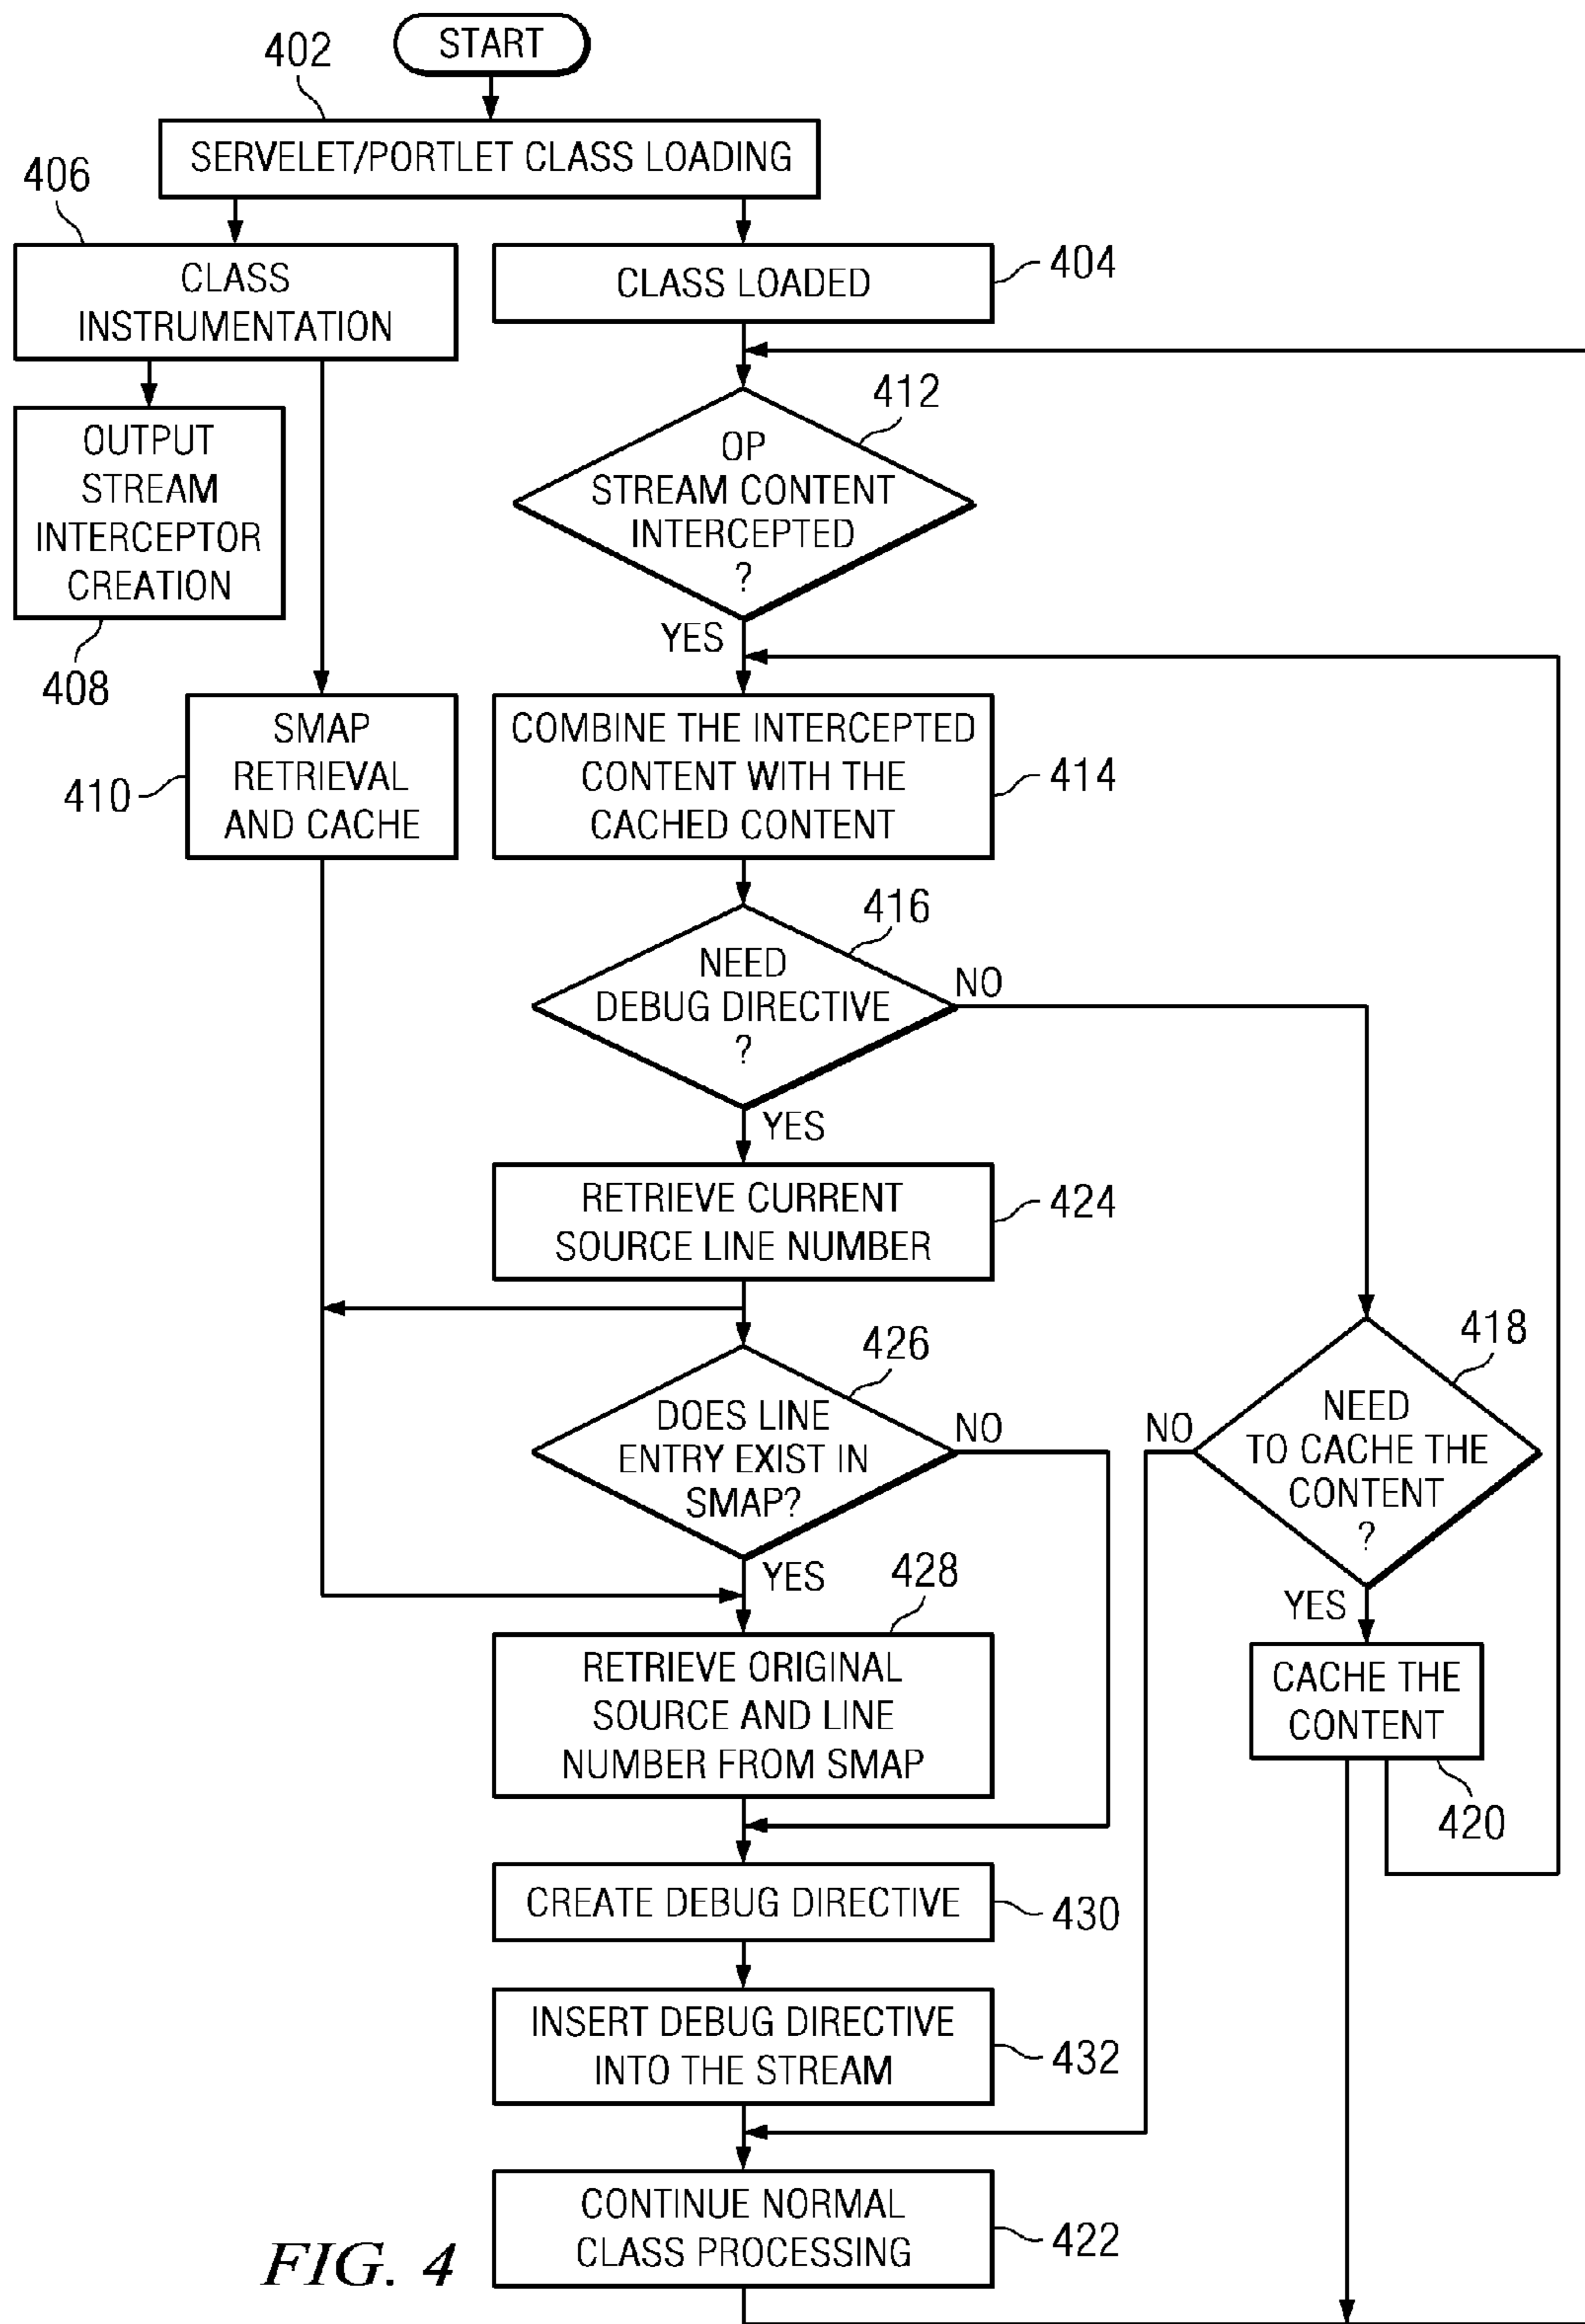 START
402
SERVELET/PORTLET CLASS LOADING
406
CLASS
INSTRUMENTATION
CLASS LOADED
404
OUTPUT
STREAM
INTERCEPTOR
CREATION
408
412
OP
STREAM CONTENT
INTERCEPTED
?
YES
SMAP
RETRIEVAL
AND CACHE
410
COMBINE THE INTERCEPTED
CONTENT WITH THE
CACHED CONTENT
414
416
NEED
DEBUG DIRECTIVE
?
NO
YES
RETRIEVE CURRENT
SOURCE LINE NUMBER
424
426
DOES LINE
ENTRY EXIST IN
SMAP?
NO
YES
418
NEED
TO CACHE THE
CONTENT
?
NO
YES
428
RETRIEVE ORIGINAL
SOURCE AND LINE
NUMBER FROM SMAP
CACHE THE
CONTENT
420
CREATE DEBUG DIRECTIVE
430
INSERT DEBUG DIRECTIVE
INTO THE STREAM
432
CONTINUE NORMAL
CLASS PROCESSING
422
FIG. 4